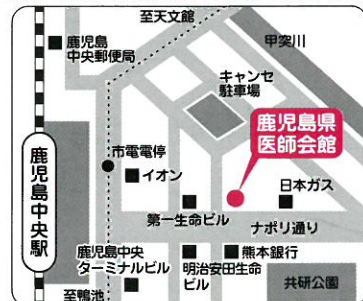 至天文館
鹿児島
中央郵便局
甲突川
キャンセ
駐車場
鹿児島県
医師会館
鹿児島中央駅
市電電停
イオン
日本ガス
第一生命ビル
ナポリ通り
鹿児島中央
ターミナルビル
明治安田生命
ビル
熊本銀行
共研公園
至鴨池